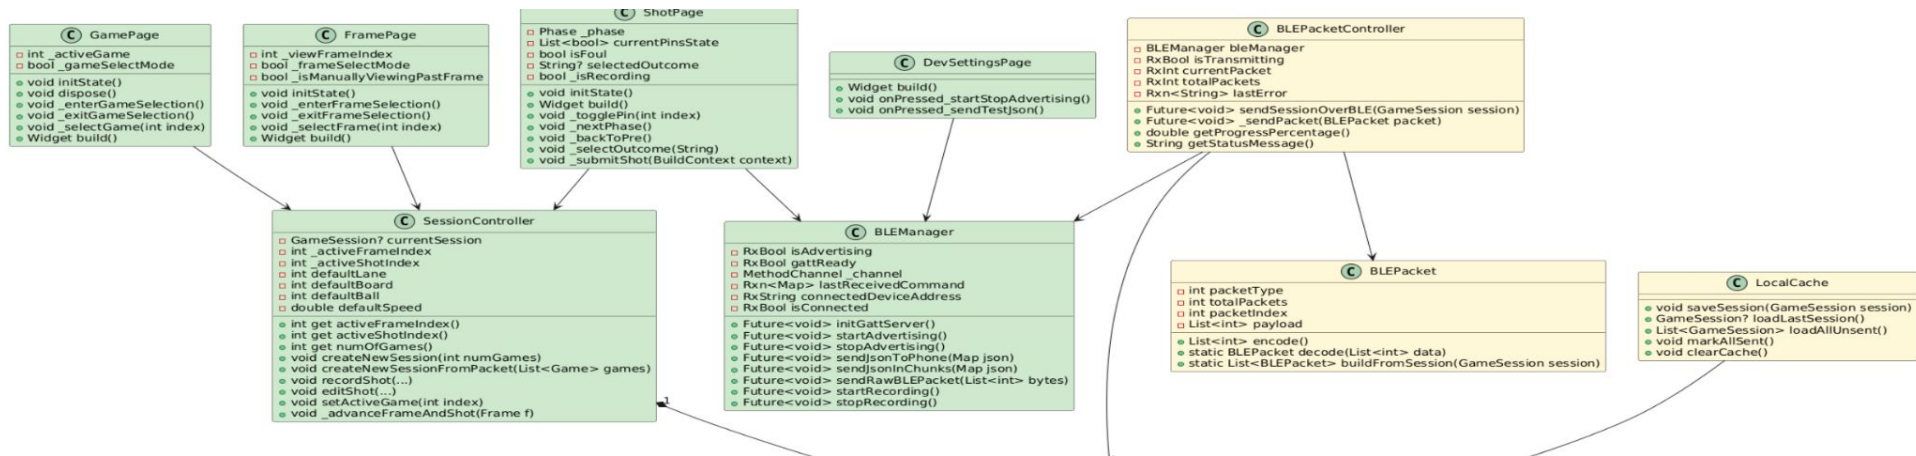 C GamePage
int _activeGame
bool _gameSelectMode
void initState()
void dispose()
void _enterGameSelection()
void _exitGameSelection()
void _selectGame(int index)
Widget build()
C FramePage
int _viewFrameIndex
bool _frameSelectMode
bool _isManuallyViewingPastFrame
void initState()
void _enterFrameSelection()
void _exitFrameSelection()
void _selectFrame(int index)
Widget build()
C ShotPage
Phase _phase
List<bool> currentPinsState
bool isFoul
String? selectedOutcome
bool _isRecording
void initState()
Widget build()
void _togglePin(int index)
void _nextPhase()
void _backToPre()
void _selectOutcome(String)
void _submitShot(BuildContext context)
C DevSettingsPage
Widget build()
void onPressed_startStopAdvertising()
void onPressed_sendTestJson()
C BLEPacketController
BLEManager bleManager
RxBool isTransmitting
RxInt currentPacket
RxInt totalPackets
Rxn<String> lastError
Future<void> sendSessionOverBLE(GameSession session)
Future<void> _sendPacket(BLEPacket packet)
double getProgressPercentage()
String getStatusMessage()
C SessionController
GameSession? currentSession
int _activeFrameIndex
int _activeShotIndex
int defaultLane
int defaultBoard
int defaultBall
double defaultSpeed
int get activeFrameIndex()
int get activeShotIndex()
int get numOfGames()
void createNewSession(int numGames)
void createNewSessionFromPacket(List<Game> games)
void recordShot(...)
void editShot(...)
void setActiveGame(int index)
void _advanceFrameAndShot(Frame f)
1
C BLEManager
RxBool isAdvertising
RxBool gattReady
MethodChannel _channel
Rxn<Map> lastReceivedCommand
RxString connectedDeviceAddress
RxBool isConnected
Future<void> initGattServer()
Future<void> startAdvertising()
Future<void> stopAdvertising()
Future<void> sendJsonToPhone(Map json)
Future<void> sendJsonInChunks(Map json)
Future<void> sendRawBLEPacket(List<int> bytes)
Future<void> startRecording()
Future<void> stopRecording()
C BLEPacket
int packetType
int totalPackets
int packetIndex
List<int> payload
List<int> encode()
static BLEPacket decode(List<int> data)
static List<BLEPacket> buildFromSession(GameSession session)
C LocalCache
void saveSession(GameSession session)
GameSession? loadLastSession()
List<GameSession> loadAllUnsent()
void markAllSent()
void clearCache()